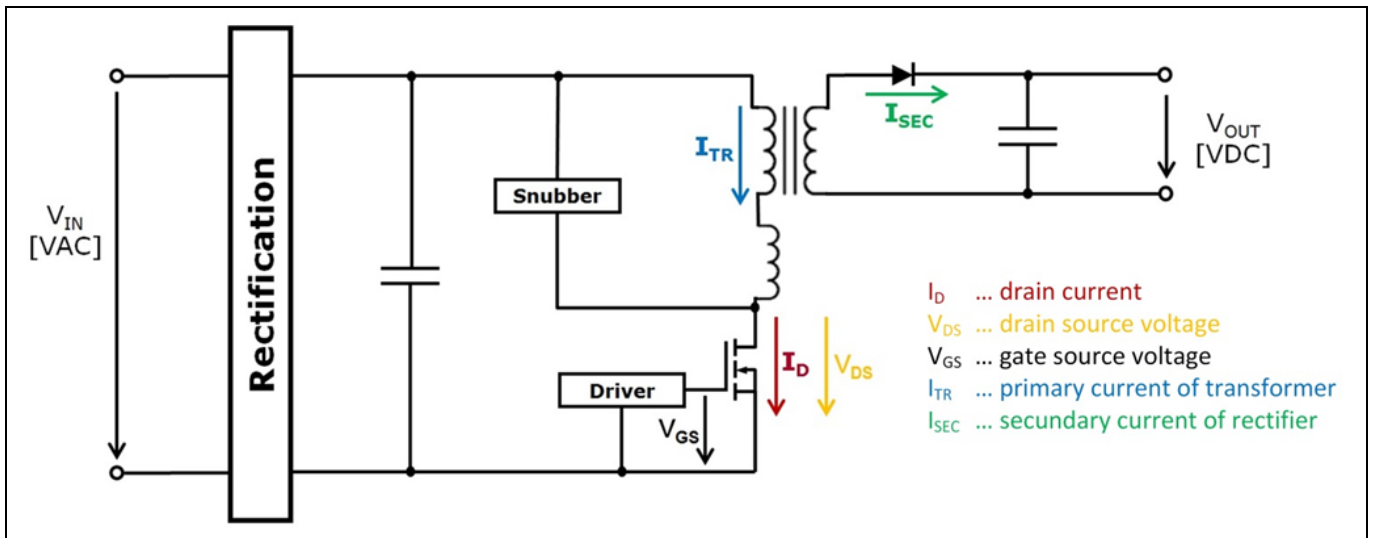 Rectification
V_IN
[VAC]
Snubber
I_TR
I_SEC
V_OUT
[VDC]
Driver
V_GS
I_D
V_DS
I_D ... drain current
V_DS ... drain source voltage
V_GS ... gate source voltage
I_TR ... primary current of transformer
I_SEC ... secundary current of rectifier